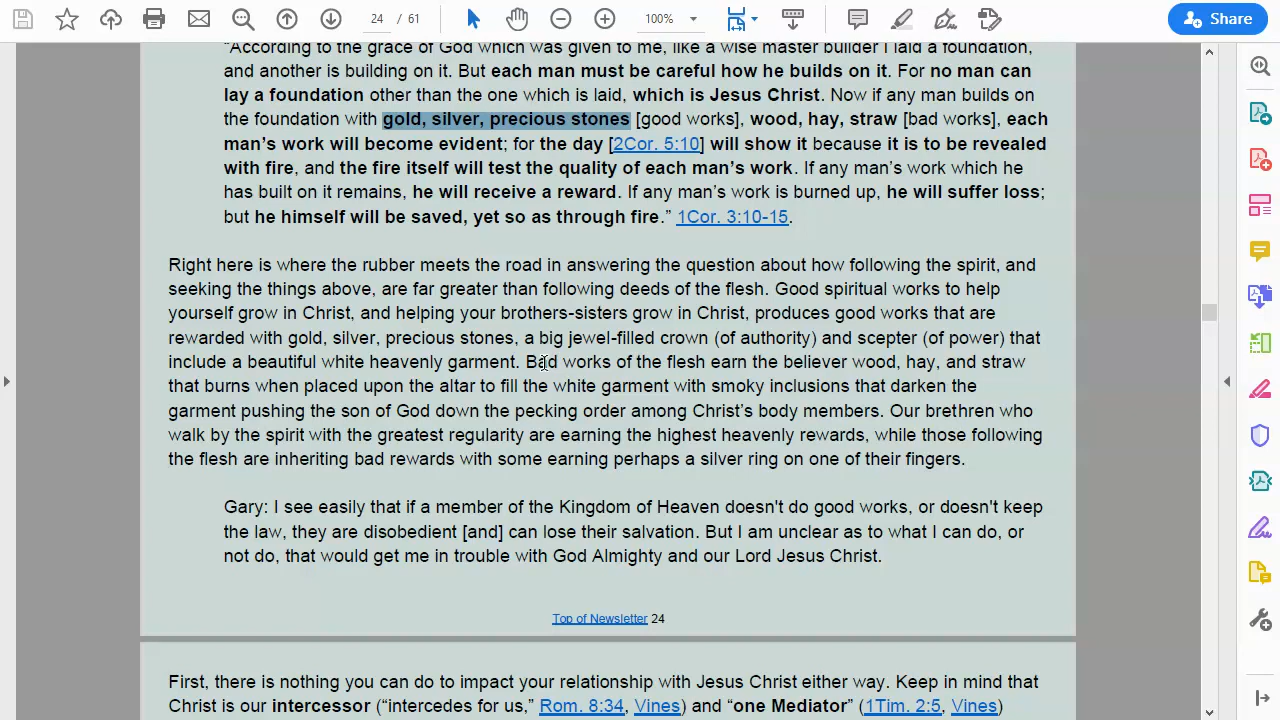 24 / 61
100%
Share
"According to the grace of God which was given to me, like a wise master builder I laid a foundation,
and another is building on it. But each man must be careful how he builds on it. For no man can
lay a foundation other than the one which is laid, which is Jesus Christ. Now if any man builds on
the foundation with gold, silver, precious stones [good works], wood, hay, straw [bad works], each
man's work will become evident; for the day [2Cor. 5:10] will show it because it is to be revealed
with fire, and the fire itself will test the quality of each man's work. If any man's work which he
has built on it remains, he will receive a reward. If any man's work is burned up, he will suffer loss;
but he himself will be saved, yet so as through fire." 1Cor. 3:10-15.
Right here is where the rubber meets the road in answering the question about how following the spirit, and
seeking the things above, are far greater than following deeds of the flesh. Good spiritual works to help
yourself grow in Christ, and helping your brothers-sisters grow in Christ, produces good works that are
rewarded with gold, silver, precious stones, a big jewel-filled crown (of authority) and scepter (of power) that
include a beautiful white heavenly garment. Bad works of the flesh earn the believer wood, hay, and straw
that burns when placed upon the altar to fill the white garment with smoky inclusions that darken the
garment pushing the son of God down the pecking order among Christ's body members. Our brethren who
walk by the spirit with the greatest regularity are earning the highest heavenly rewards, while those following
the flesh are inheriting bad rewards with some earning perhaps a silver ring on one of their fingers.
Gary: I see easily that if a member of the Kingdom of Heaven doesn't do good works, or doesn't keep
the law, they are disobedient [and] can lose their salvation. But I am unclear as to what I can do, or
not do, that would get me in trouble with God Almighty and our Lord Jesus Christ.
Top of Newsletter 24
First, there is nothing you can do to impact your relationship with Jesus Christ either way. Keep in mind that
Christ is our intercessor ("intercedes for us," Rom. 8:34, Vines) and "one Mediator" (1Tim. 2:5, Vines)